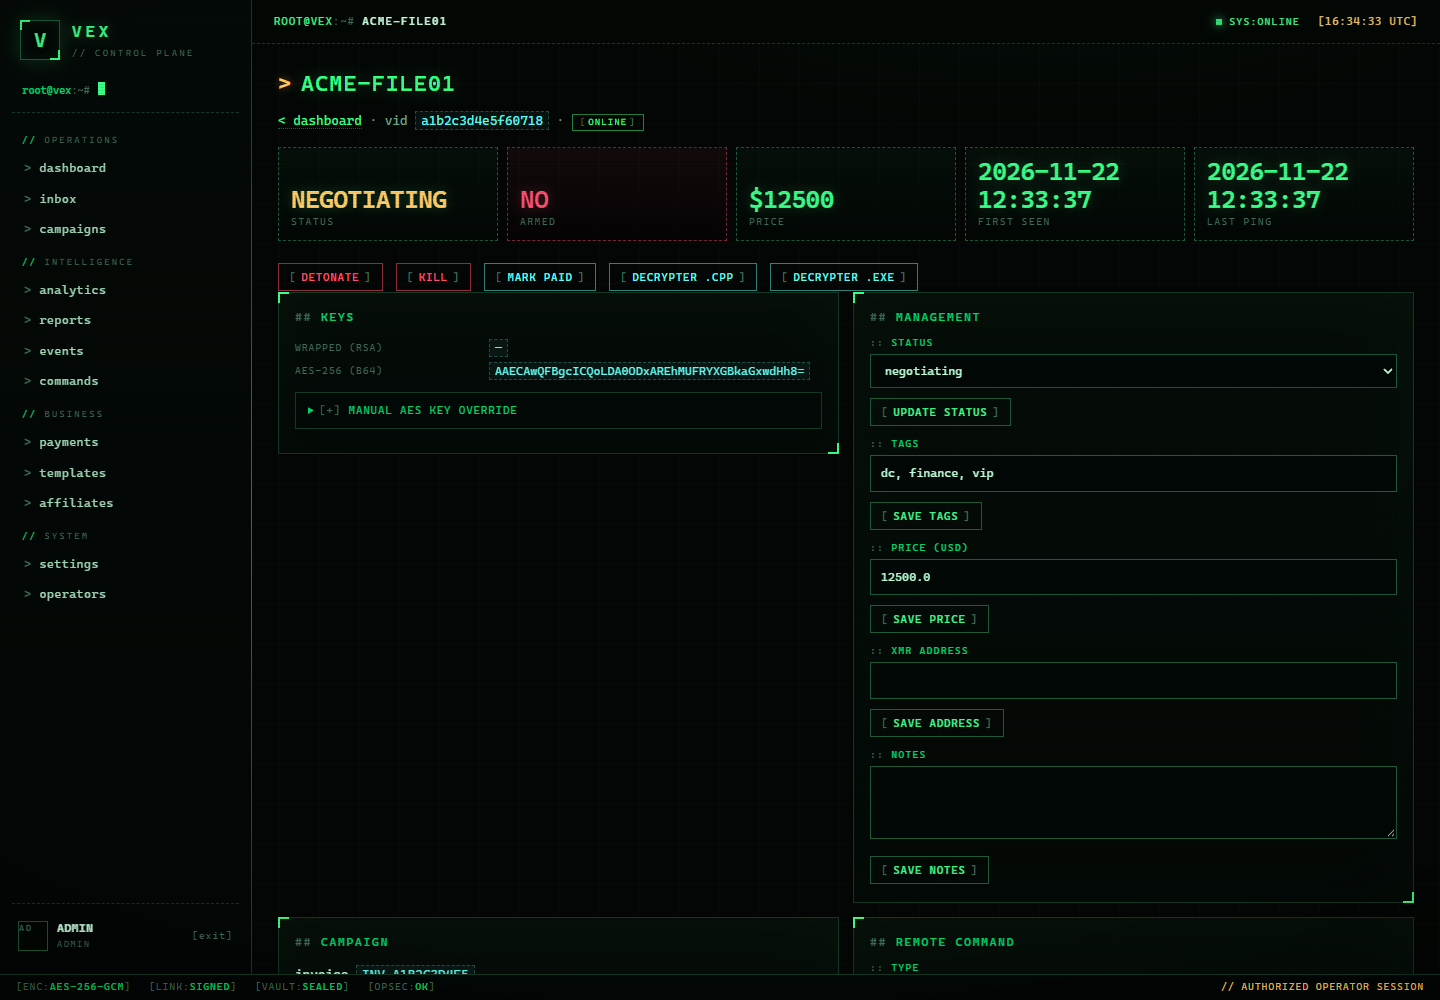 V
VEX
// CONTROL PLANE
root@vex:~#
// OPERATIONS
> dashboard
> inbox
> campaigns
// INTELLIGENCE
> analytics
> reports
> events
> commands
// BUSINESS
> payments
> templates
> affiliates
// SYSTEM
> settings
> operators
AD
ADMIN
ADMIN
[exit]
ROOT@VEX:~# ACME-FILE01
SYS:ONLINE [16:34:33 UTC]
> ACME-FILE01
< dashboard · vid a1b2c3d4e5f60718 · [ONLINE]
NEGOTIATING
STATUS
NO
ARMED
$12500
PRICE
2026-11-22
12:33:37
FIRST SEEN
2026-11-22
12:33:37
LAST PING
[ DETONATE ] [ KILL ] [ MARK PAID ] [ DECRYPTER .CPP ] [ DECRYPTER .EXE ]
## KEYS
WRAPPED (RSA) —
AES-256 (B64) AAECAwQFBgcICQoLDA0ODxAREhMUFRYXGBkaGxwdHh8=
▶ [+] MANUAL AES KEY OVERRIDE
## MANAGEMENT
:: STATUS
negotiating
[ UPDATE STATUS ]
:: TAGS
dc, finance, vip
[ SAVE TAGS ]
:: PRICE (USD)
12500.0
[ SAVE PRICE ]
:: XMR ADDRESS
[ SAVE ADDRESS ]
:: NOTES
[ SAVE NOTES ]
## CAMPAIGN
invoice INV-A1B2C3D4E5
## REMOTE COMMAND
:: TYPE
[ENC:AES-256-GCM] [LINK:SIGNED] [VAULT:SEALED] [OPSEC:OK]
// AUTHORIZED OPERATOR SESSION